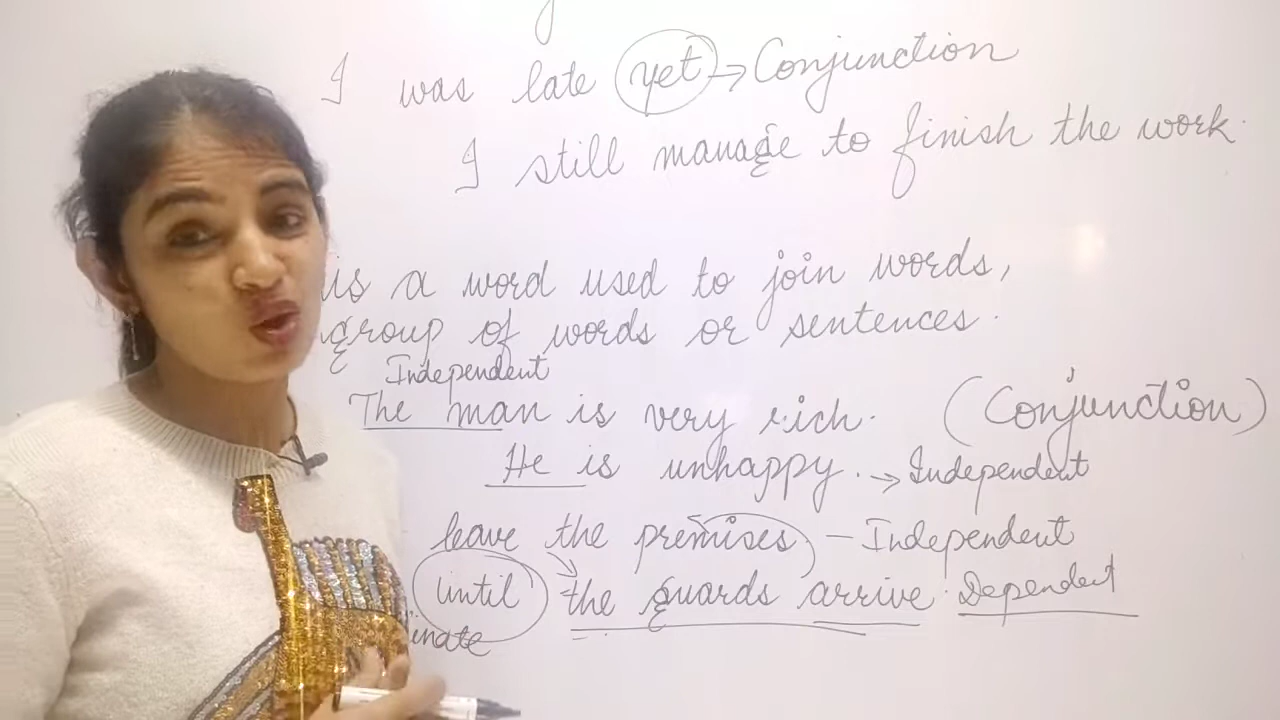 I was late yet → Conjunction
I still manage to finish the work.
is a word used to join words,
group of words or sentences.
Independent
The man is very rich. (Conjunction)
He is unhappy. → Independent
leave the premises – Independent
until the guards arrive. Dependent
inate